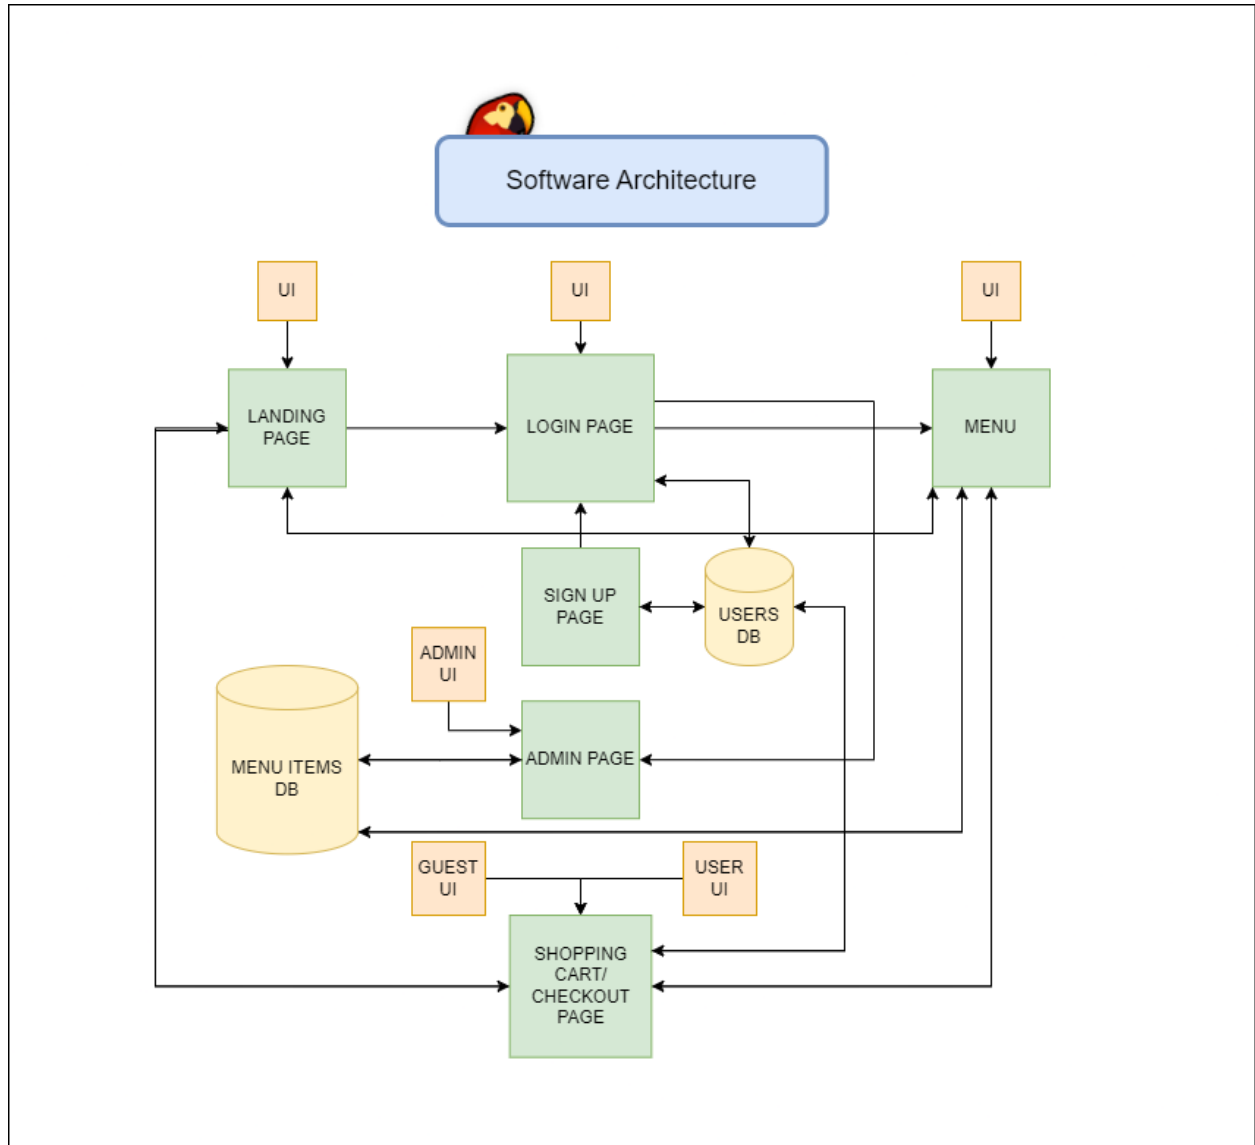 Software Architecture
UI
UI
UI
LANDING
PAGE
LOGIN PAGE
MENU
SIGN UP
PAGE
USERS
DB
ADMIN
UI
MENU ITEMS
DB
ADMIN PAGE
GUEST
UI
USER
UI
SHOPPING
CART/
CHECKOUT
PAGE